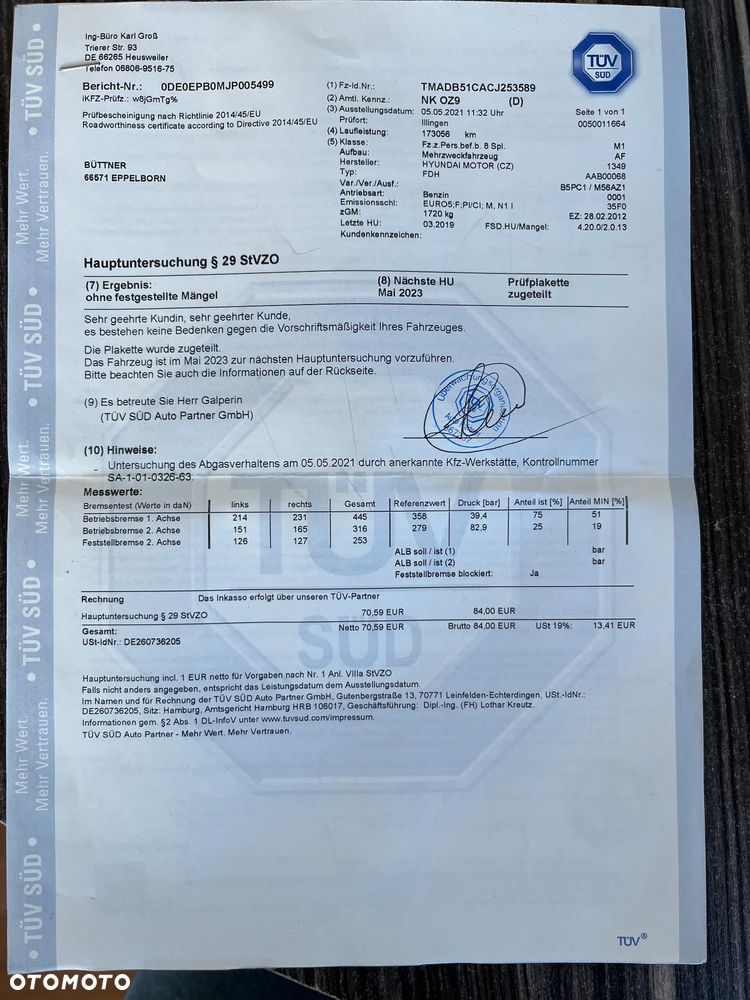 Ing-Büro Karl Groß
Trierer Str. 93
DE 66265 Heusweiler
Telefon 06806-9516-75
TÜV SÜD
Bericht-Nr.: 0DE0EPB0MJP005499
iKFZ-Prüfz.: w8jGmTg%
Prüfbescheinigung nach Richtlinie 2014/45/EU
Roadworthiness certificate according to Directive 2014/45/EU
BÜTTNER
66571 EPPELBORN
(1) Fz-Id.Nr.: TMADB51CACJ253589
(2) Amtl. Kennz.: NK OZ9 (D)
(3) Ausstellungsdatum: 05.05.2021 11:32 Uhr Seite 1 von 1
Prüfort: Illingen 0050011664
(4) Laufleistung: 173056 km
(5) Klasse: Fz.z.Pers.bef.b. 8 Spl. M1
Aufbau: Mehrzweckfahrzeug AF
Hersteller: HYUNDAI MOTOR (CZ) 1349
Typ: FDH AAB00068
Var./Ver./Ausf.: B5PC1 / M56AZ1
Antriebsart: Benzin 0001
Emissionsschl: EURO5;F;PI/CI; M, N1 I 35F0
zGM: 1720 kg EZ: 28.02.2012
Letzte HU: 03.2019 FSD.HU/Mangel: 4.20.0/2.0.13
Kundenkennzeichen:
Hauptuntersuchung § 29 StVZO
(7) Ergebnis: (8) Nächste HU Prüfplakette
ohne festgestellte Mängel Mai 2023 zugeteilt
Sehr geehrte Kundin, sehr geehrter Kunde,
es bestehen keine Bedenken gegen die Vorschriftsmäßigkeit Ihres Fahrzeuges.
Die Plakette wurde zugeteilt.
Das Fahrzeug ist im Mai 2023 zur nächsten Hauptuntersuchung vorzuführen.
Bitte beachten Sie auch die Informationen auf der Rückseite.
(9) Es betreute Sie Herr Galperin
(TÜV SÜD Auto Partner GmbH)
Überwachungsorganisation
(10) Hinweise:
- Untersuchung des Abgasverhaltens am 05.05.2021 durch anerkannte Kfz-Werkstätte, Kontrollnummer
SA-1-01-0326-63.
Messwerte:
Bremsentest (Werte in daN) links rechts Gesamt Referenzwert Druck [bar] Anteil ist [%] Anteil MIN [%]
Betriebsbremse 1. Achse 214 231 445 358 39,4 75 51
Betriebsbremse 2. Achse 151 165 316 279 82,9 25 19
Feststellbremse 2. Achse 126 127 253
ALB soll / ist (1) bar
ALB soll / ist (2) bar
Feststellbremse blockiert: Ja
Rechnung Das Inkasso erfolgt über unseren TÜV-Partner
Hauptuntersuchung § 29 StVZO 70,59 EUR 84,00 EUR
Gesamt: Netto 70,59 EUR Brutto 84,00 EUR USt 19%: 13,41 EUR
USt-IdNr.: DE260736205
Hauptuntersuchung incl. 1 EUR netto für Vorgaben nach Nr. 1 Anl. VIIIa StVZO
Falls nicht anders angegeben, entspricht das Leistungsdatum dem Ausstellungsdatum.
Im Namen und für Rechnung der TÜV SÜD Auto Partner GmbH, Gutenbergstraße 13, 70771 Leinfelden-Echterdingen, USt.-IdNr.:
DE260736205, Sitz: Hamburg, Amtsgericht Hamburg HRB 106017, Geschäftsführung: Dipl.-Ing. (FH) Lothar Kreutz.
Informationen gem. §2 Abs. 1 DL-InfoV unter www.tuvsud.com/impressum.
TÜV SÜD Auto Partner - Mehr Wert. Mehr Vertrauen.
TÜV SÜD
• TÜV SÜD •
Mehr Wert.
Mehr Vertrauen.
• TÜV SÜD •
Mehr Wert.
Mehr Vertrauen.
• TÜV SÜD •
Mehr Wert.
Mehr Vertrauen.
• TÜV SÜD •
TÜV®
OTOMOTO